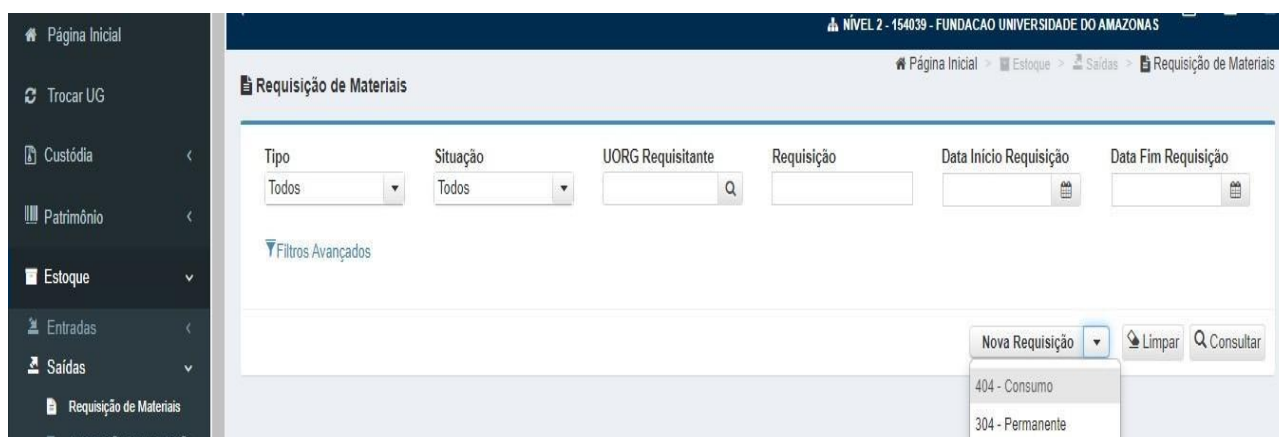 Página Inicial
Trocar UG
Custódia
Patrimônio
Estoque
Entradas
Saídas
Requisição de Materiais
NÍVEL 2 - 154039 - FUNDACAO UNIVERSIDADE DO AMAZONAS
Página Inicial > Estoque > Saídas > Requisição de Materiais
Requisição de Materiais
Tipo Situação UORG Requisitante Requisição Data Início Requisição Data Fim Requisição
Todos Todos
Filtros Avançados
Nova Requisição Limpar Consultar
404 - Consumo
304 - Permanente